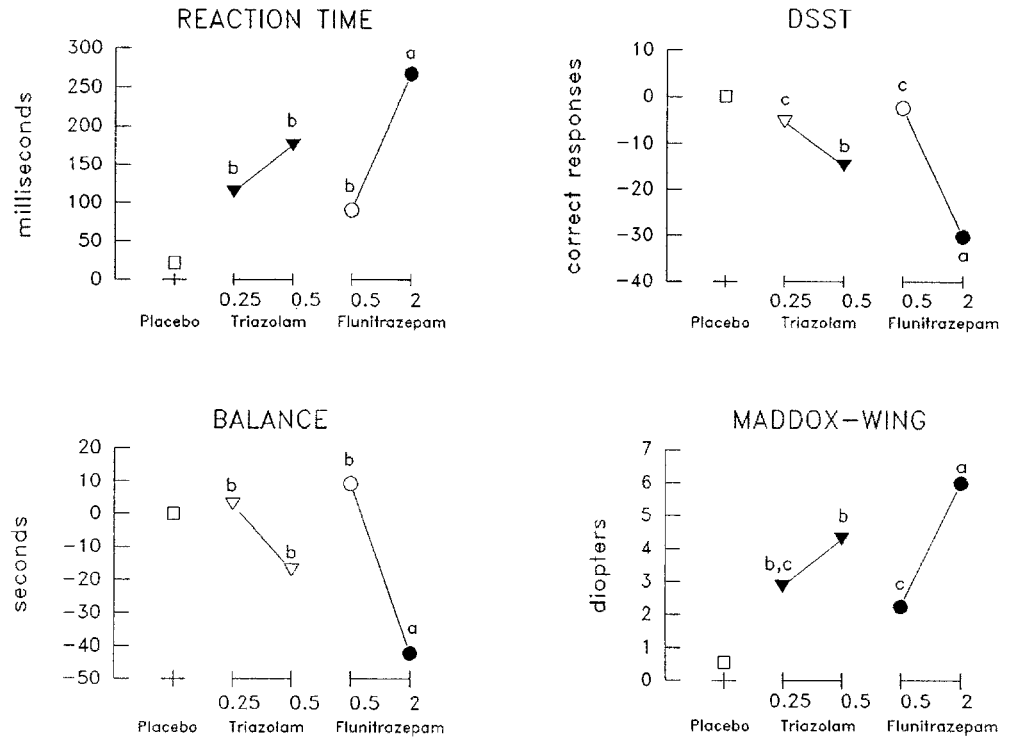 REACTION TIME
milliseconds
300
250
200
150
100
50
0
b
b
b
a
0.25 0.5 0.5 2
Placebo Triazolam Flunitrazepam
DSST
correct responses
10
0
-10
-20
-30
-40
c
b
c
a
0.25 0.5 0.5 2
Placebo Triazolam Flunitrazepam
BALANCE
seconds
20
10
0
-10
-20
-30
-40
-50
b
b
b
a
0.25 0.5 0.5 2
Placebo Triazolam Flunitrazepam
MADDOX-WING
diopters
7
6
5
4
3
2
1
0
b,c
b
c
a
0.25 0.5 0.5 2
Placebo Triazolam Flunitrazepam